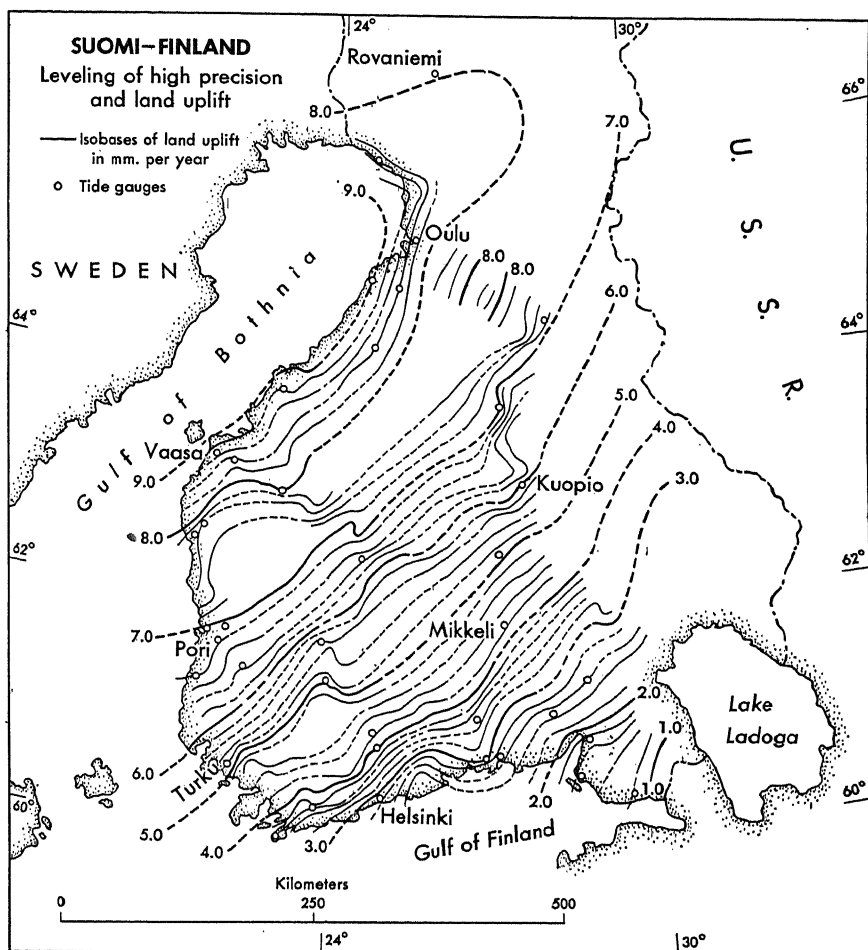 SUOMI–FINLAND
Leveling of high precision
and land uplift
Isobases of land uplift
in mm. per year
Tide gauges
24°
30°
Rovaniemi
66°
8.0
7.0
U. S. S. R.
9.0
Oulu
SWEDEN
Gulf of Bothnia
8.0
8.0
6.0
64°
64°
5.0
4.0
Vaasa
9.0
3.0
Kuopio
8.0
62°
62°
7.0
Pori
Mikkeli
2.0
Lake
Ladoga
1.0
6.0
Turku
1.0
2.0
60°
60°
5.0
Helsinki
4.0
3.0
Gulf of Finland
Kilometers
0
250
500
24°
30°